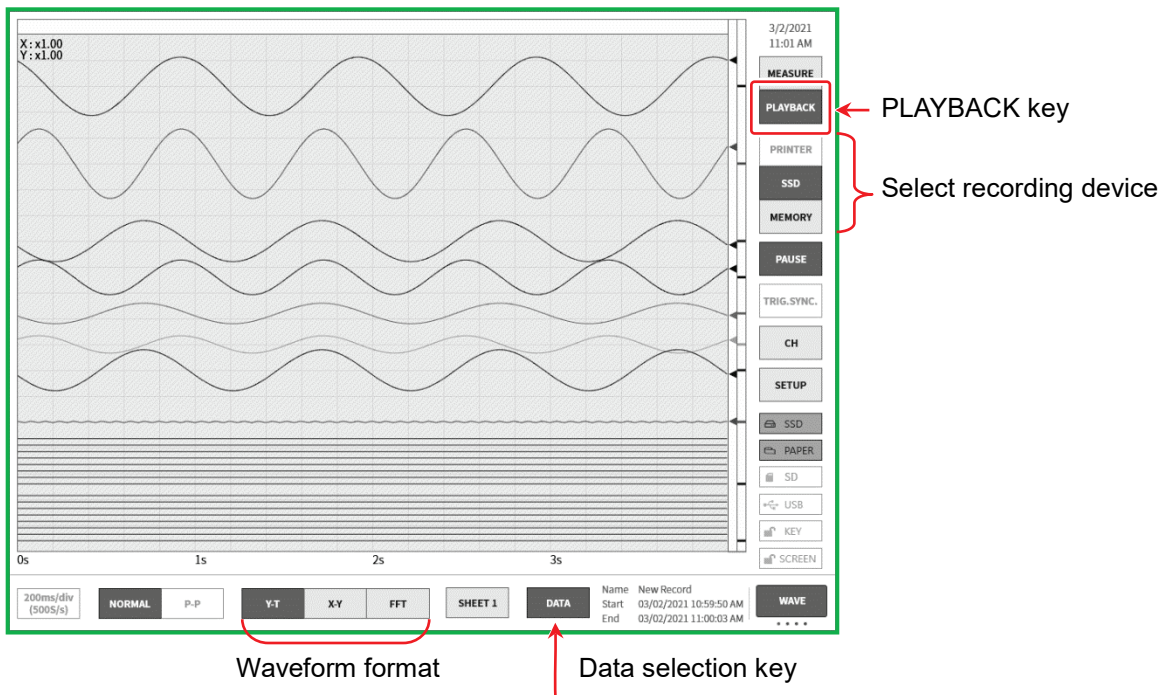 X: x1.00
Y: x1.00
3/2/2021
11:01 AM
MEASURE
PLAYBACK
PLAYBACK key
PRINTER
SSD
Select recording device
MEMORY
PAUSE
TRIG.SYNC.
CH
SETUP
SSD
PAPER
SD
USB
KEY
SCREEN
0s 1s 2s 3s
200ms/div
(500S/s)
NORMAL P-P Y-T X-Y FFT SHEET 1 DATA
Name New Record
Start 03/02/2021 10:59:50 AM
End 03/02/2021 11:00:03 AM
WAVE
Waveform format Data selection key